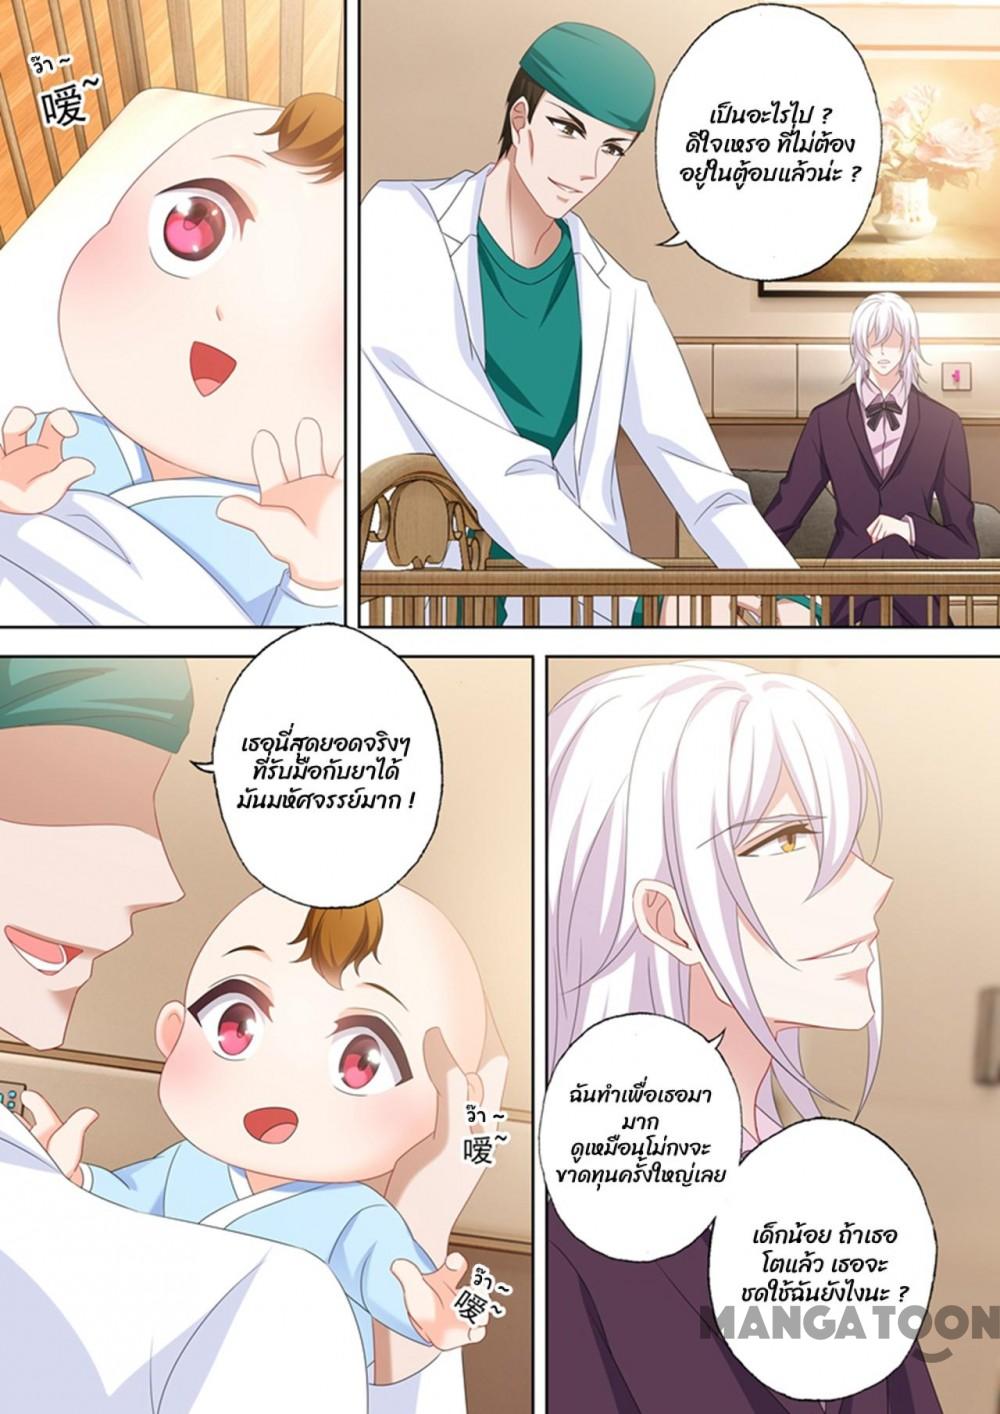 ว๊า ~
嗳~
เป็นอะไรไป ?
ดีใจเหรอ ที่ไม่ต้อง
อยู่ในตู้อบแล้วน่ะ ?
เธอนี่สุดยอดจริงๆ
ที่รับมือกับยาได้
มันมหัศจรรย์มาก !
ว๊า ~
嗳~
ว๊า ~
嗳~
ฉันทำเพื่อเธอมา
มาก
ดูเหมือนโม่กงจะ
ขาดทุนครั้งใหญ่เลย
เด็กน้อย ถ้าเธอ
โตแล้ว เธอจะ
ชดใช้ฉันยังไงนะ ?
MANGATOON